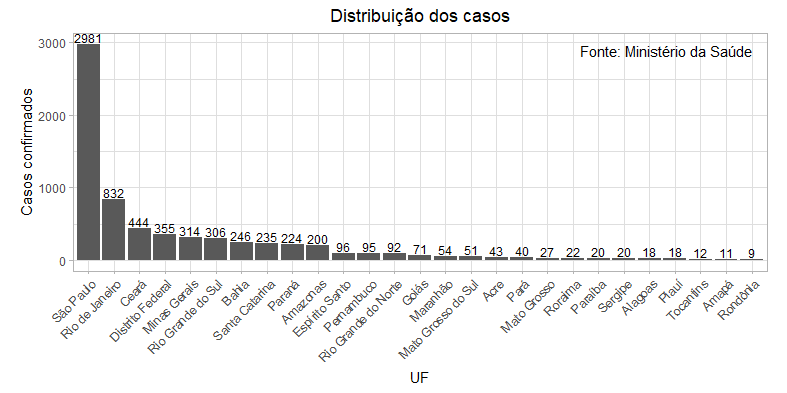 Distribuição dos casos
Fonte: Ministério da Saúde
Casos confirmados
3000
2000
1000
0
2981
832
444
355
314
306
246
235
224
200
96
95
92
71
54
51
43
40
27
22
20
20
18
18
12
11
9
São Paulo
Rio de Janeiro
Ceará
Distrito Federal
Minas Gerais
Rio Grande do Sul
Bahia
Santa Catarina
Paraná
Amazonas
Espírito Santo
Pernambuco
Rio Grande do Norte
Goiás
Maranhão
Mato Grosso do Sul
Acre
Pará
Mato Grosso
Roraima
Paraíba
Sergipe
Alagoas
Piauí
Tocantins
Amapá
Rondônia
UF